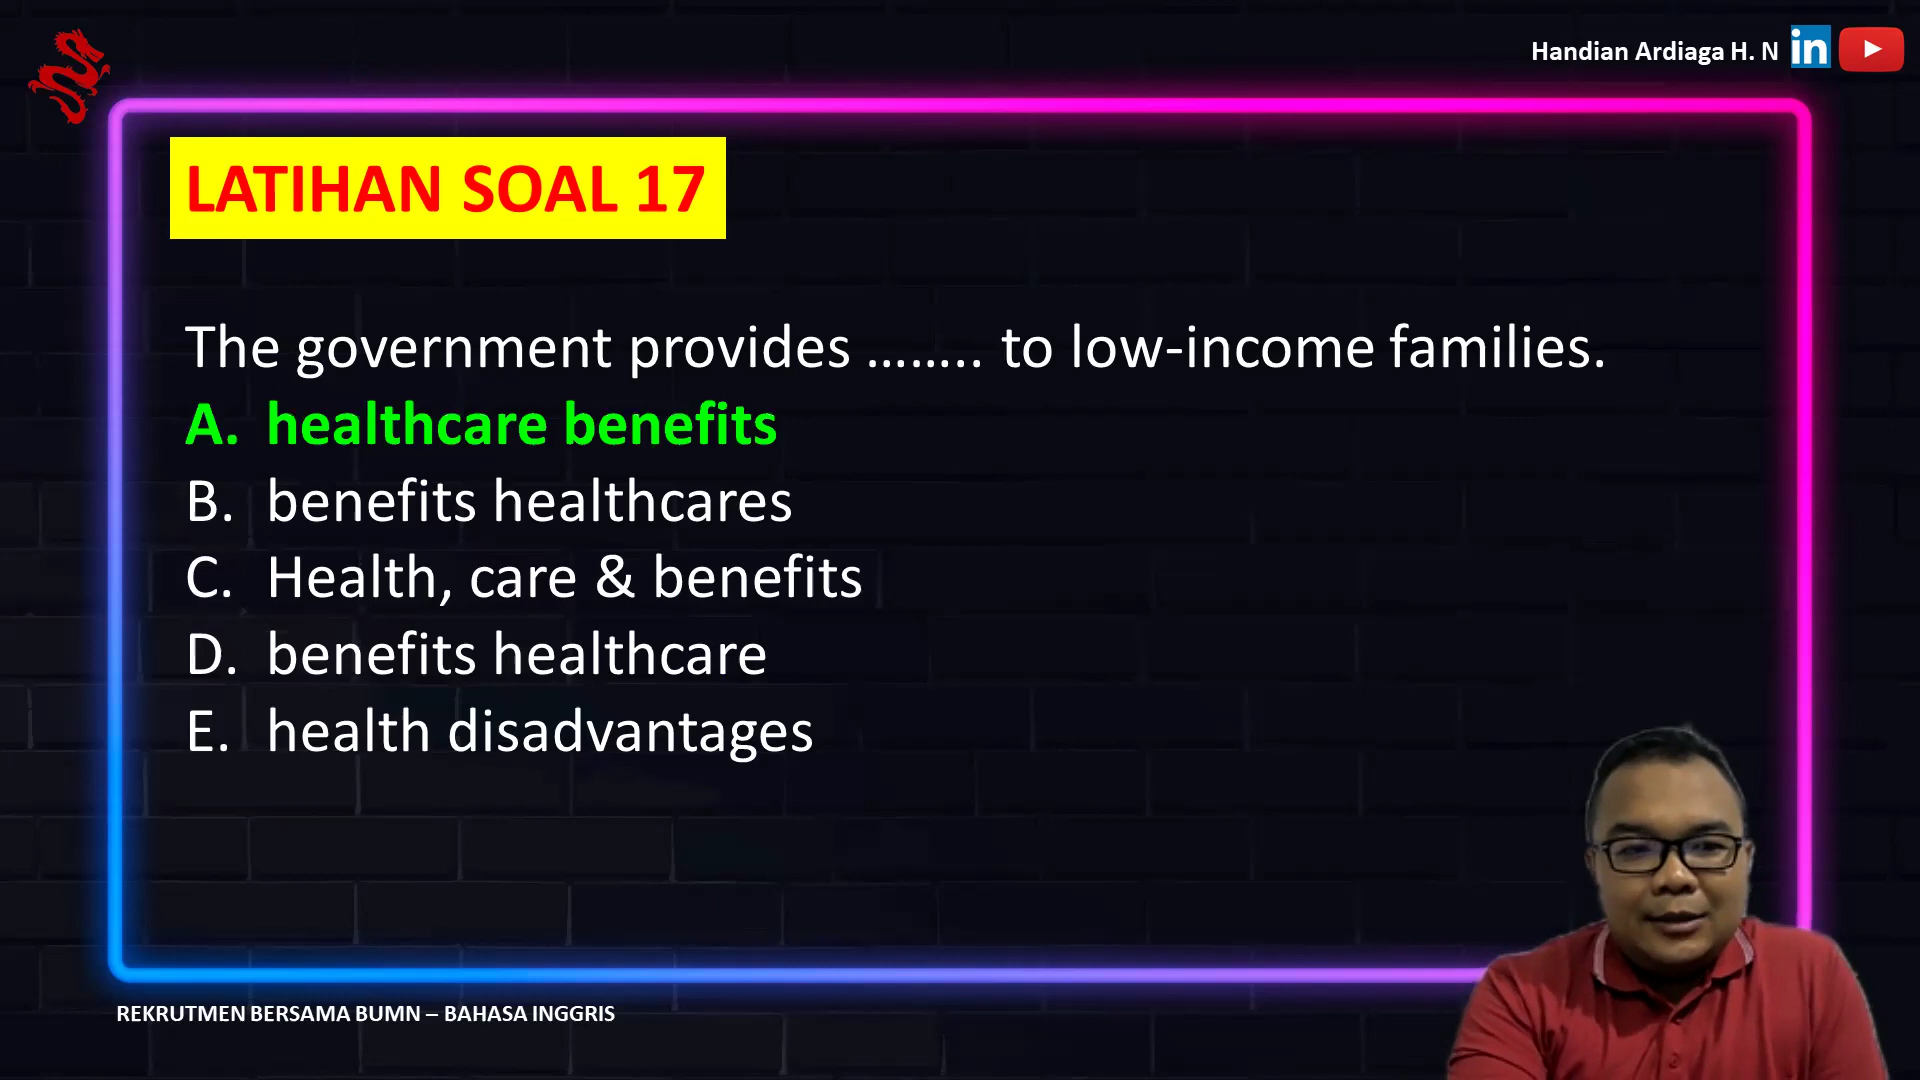 Handian Ardiaga H. N in
LATIHAN SOAL 17
The government provides …….. to low-income families.
A. healthcare benefits
B. benefits healthcares
C. Health, care & benefits
D. benefits healthcare
E. health disadvantages
REKRUTMEN BERSAMA BUMN – BAHASA INGGRIS